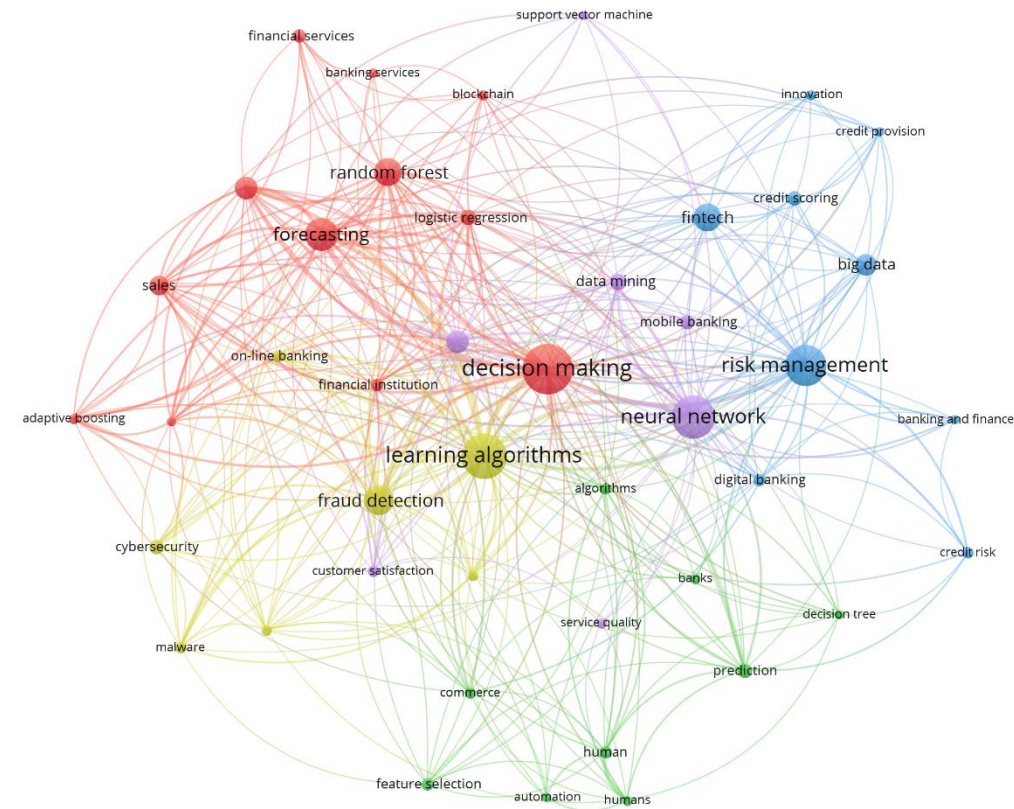 support vector machine
financial services
banking services
blockchain
innovation
credit provision
random forest
credit scoring
logistic regression
fintech
forecasting
big data
data mining
sales
mobile banking
on-line banking
decision making
risk management
financial institution
adaptive boosting
neural network
banking and finance
learning algorithms
digital banking
algorithms
fraud detection
cybersecurity
credit risk
customer satisfaction
banks
decision tree
service quality
malware
prediction
commerce
human
feature selection
automation
humans